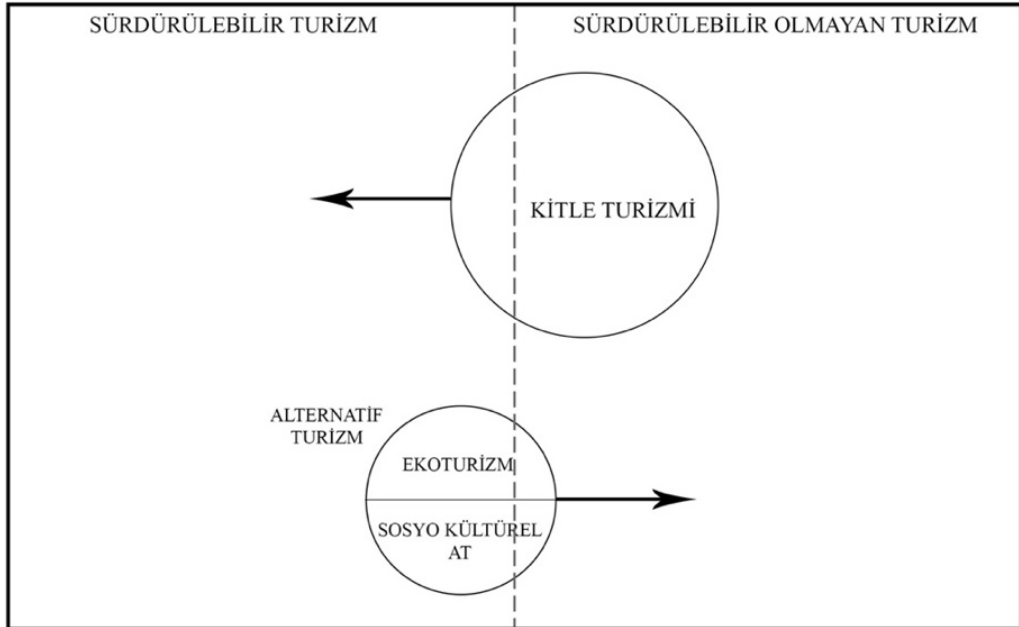 SÜRDÜRÜLEBİLİR TURİZM
SÜRDÜRÜLEBİLİR OLMAYAN TURİZM
KİTLE TURİZMİ
ALTERNATİF
TURİZM
EKOTURİZM
SOSYO KÜLTÜREL
AT